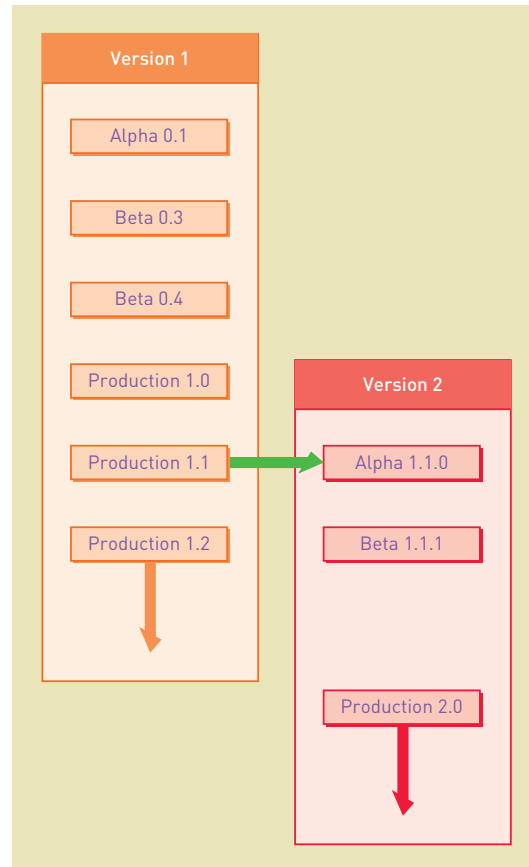 Version 1
Alpha 0.1
Beta 0.3
Beta 0.4
Production 1.0
Production 1.1
Production 1.2
Version 2
Alpha 1.1.0
Beta 1.1.1
Production 2.0